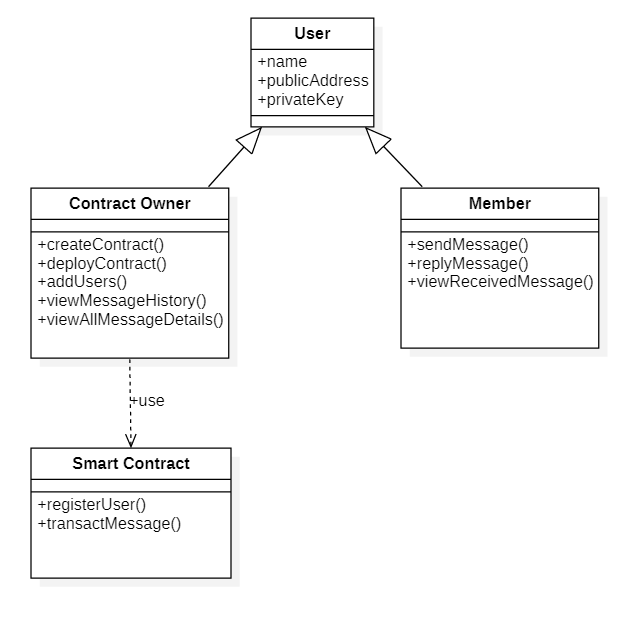 User
+name
+publicAddress
+privateKey
Contract Owner
+createContract()
+deployContract()
+addUsers()
+viewMessageHistory()
+viewAllMessageDetails()
Member
+sendMessage()
+replyMessage()
+viewReceivedMessage()
+use
Smart Contract
+registerUser()
+transactMessage()